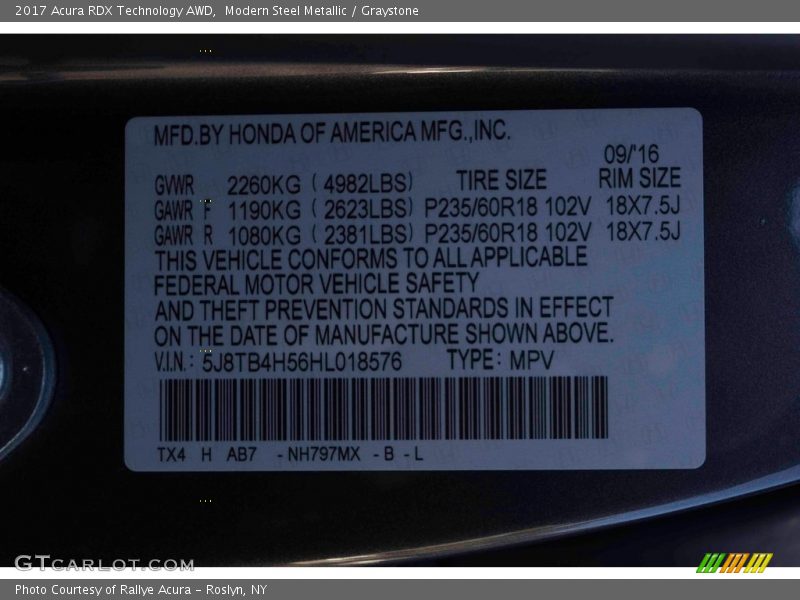 2017 Acura RDX Technology AWD,  Modern Steel Metallic / Graystone
MFD.BY HONDA OF AMERICA MFG.,INC.
09/'16
GVWR 2260KG ( 4982LBS) TIRE SIZE RIM SIZE
GAWR F 1190KG ( 2623LBS) P235/60R18 102V 18X7.5J
GAWR R 1080KG ( 2381LBS) P235/60R18 102V 18X7.5J
THIS VEHICLE CONFORMS TO ALL APPLICABLE
FEDERAL MOTOR VEHICLE SAFETY
AND THEFT PREVENTION STANDARDS IN EFFECT
ON THE DATE OF MANUFACTURE SHOWN ABOVE.
V.I.N.: 5J8TB4H56HL018576 TYPE: MPV
TX4 H AB7 -NH797MX -B -L
GTCARLOT.COM
Photo Courtesy of Rallye Acura – Roslyn, NY